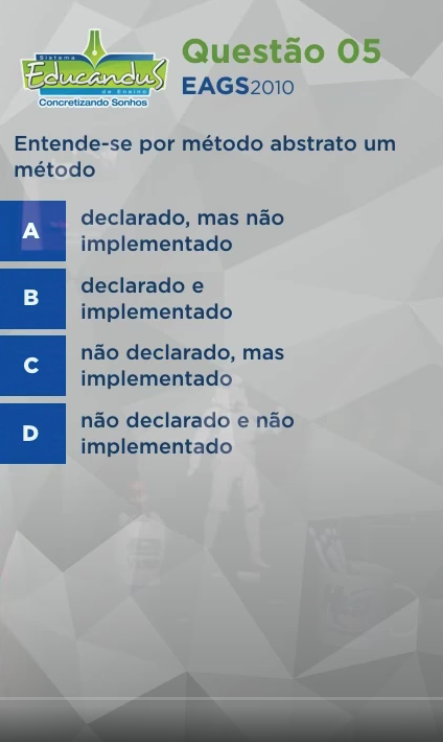 Sistema
Educandus
de Ensino
Concretizando Sonhos
Questão 05
EAGS2010
Entende-se por método abstrato um
método
A
declarado, mas não
implementado
B
declarado e
implementado
C
não declarado, mas
implementado
D
não declarado e não
implementado